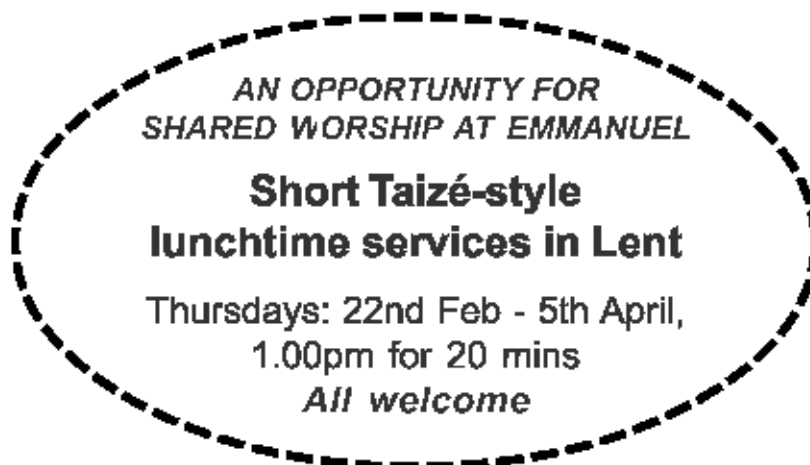 AN OPPORTUNITY FOR
SHARED WORSHIP AT EMMANUEL
Short Taizé-style
lunchtime services in Lent
Thursdays: 22nd Feb - 5th April,
1.00pm for 20 mins
All welcome